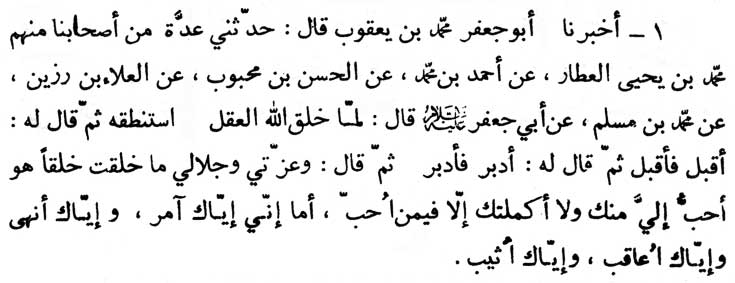 ١ ــ أخبرنا أبوجعفر محمّد بن يعقوب قال : حدّثني عدَّة من أصحابنا منهم
محمّد بن يحيى العطار ، عن أحمد بن محمّد ، عن الحسن بن محبوب ، عن العلاء بن رزين ،
عن محمّد بن مسلم ، عن أبي جعفر عليه السلام قال : لمّا خلق الله العقل استنطقه ثمّ قال له :
أقبل فأقبل ثمّ قال له : أدبر فأدبر ثمّ قال : وعزّتي وجلالي ما خلقت خلقاً هو
أحبُّ إليَّ منك ولا أكملتك إلّا فيمن اُحبّ ، أما إنّي إيّاك آمر ، وإيّاك أنهى
وإيّاك اُعاقب ، وإيّاك اُثيب .